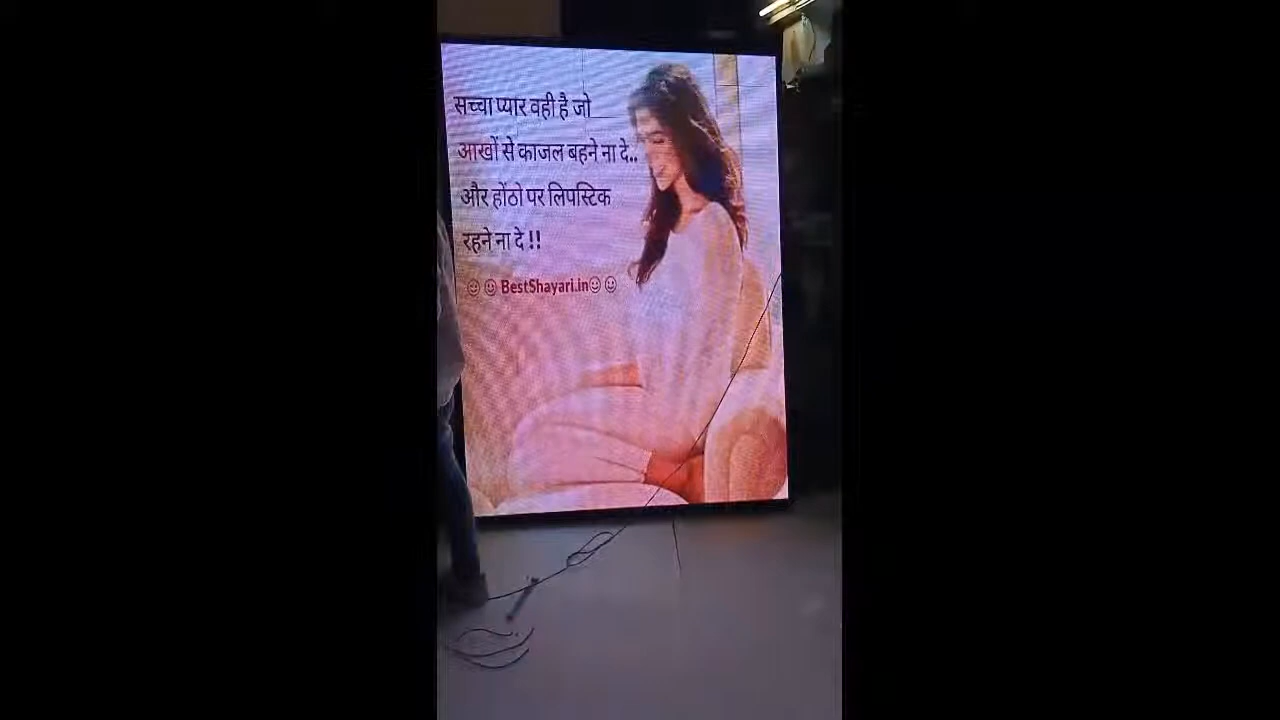 सच्चा प्यार वही है जो
आखों से काजल बहने ना दे..
और होंठो पर लिपस्टिक
रहने ना दे !!
☺☺ BestShayari.in☺☺